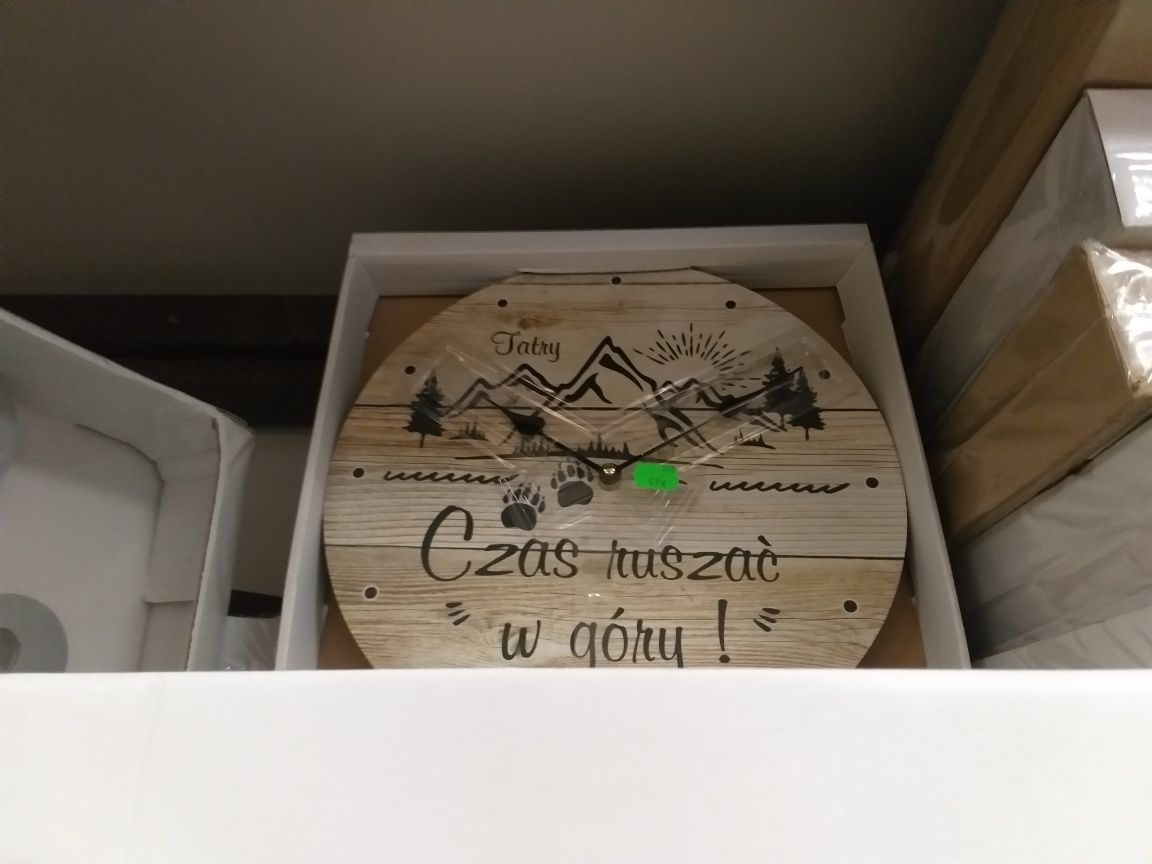 Tatry
Czas ruszać
w góry !